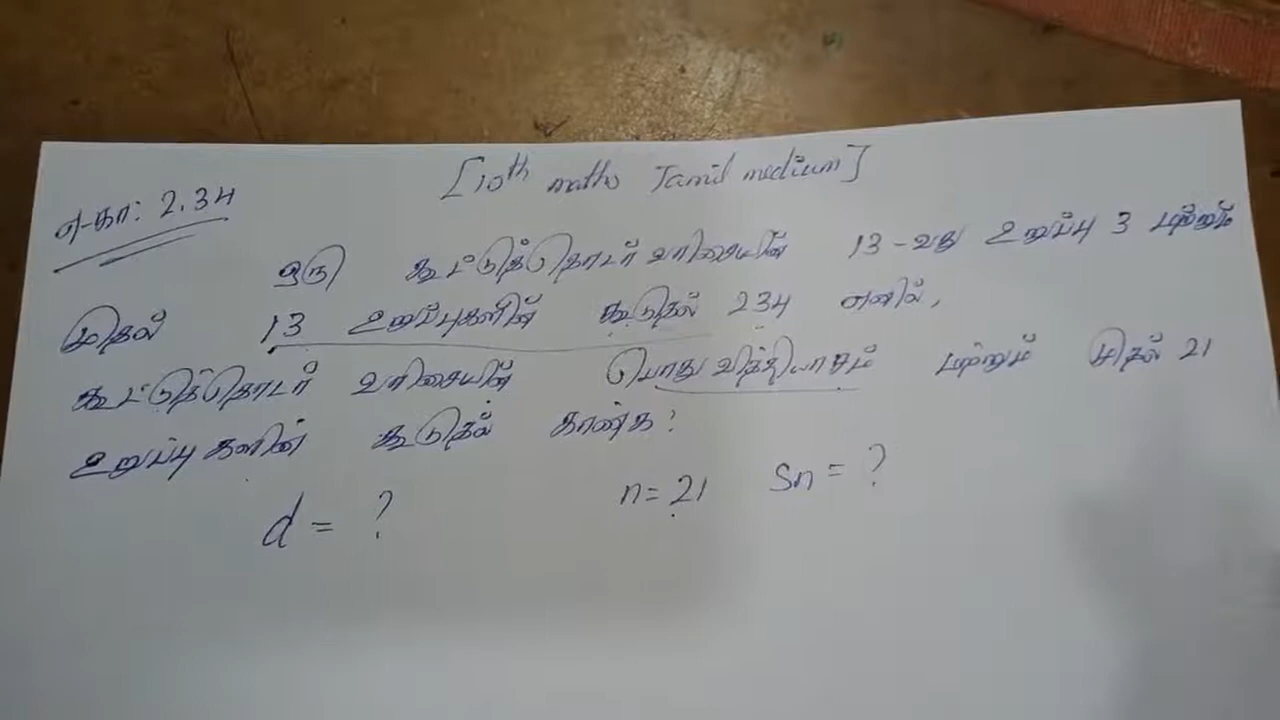 [10th maths Tamil medium]
எ-கா: 2.34
ஒரு கூட்டுத்தொடர் வரிசையின் 13-வது உறுப்பு 3 மற்றும்
முதல் 13 உறுப்புகளின் கூடுதல் 234 எனில்,
கூட்டுத்தொடர் வரிசையின் பொது வித்தியாசம் மற்றும் முதல் 21
உறுப்புகளின் கூடுதல் காண்க?
d = ? n = 21 Sn = ?